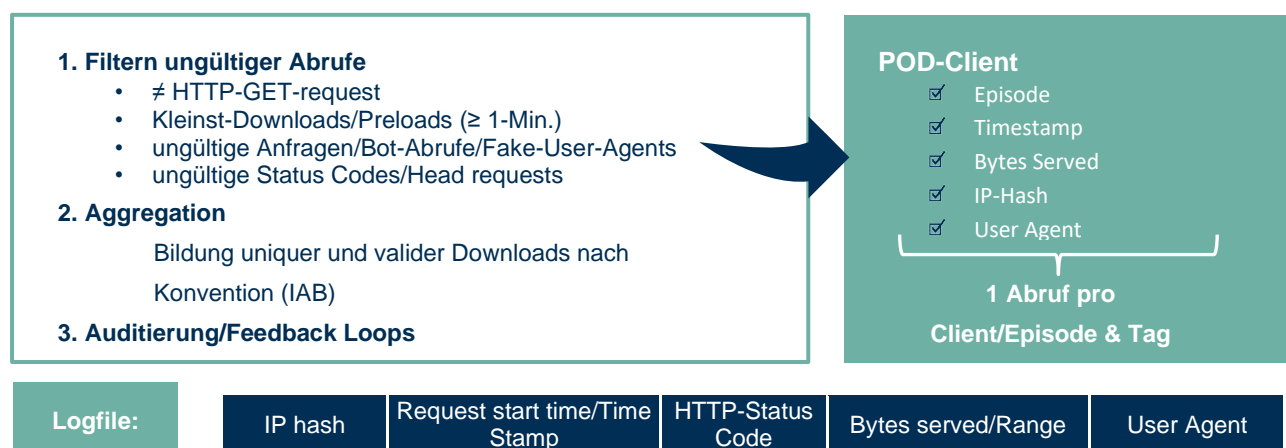 1. Filtern ungültiger Abrufe
• ≠ HTTP-GET-request
• Kleinst-Downloads/Preloads (≥ 1-Min.)
• ungültige Anfragen/Bot-Abrufe/Fake-User-Agents
• ungültige Status Codes/Head requests
2. Aggregation
Bildung uniquer und valider Downloads nach
Konvention (IAB)
3. Auditierung/Feedback Loops
POD-Client
☑ Episode
☑ Timestamp
☑ Bytes Served
☑ IP-Hash
☑ User Agent
1 Abruf pro
Client/Episode & Tag
Logfile:
IP hash
Request start time/Time
Stamp
HTTP-Status
Code
Bytes served/Range
User Agent